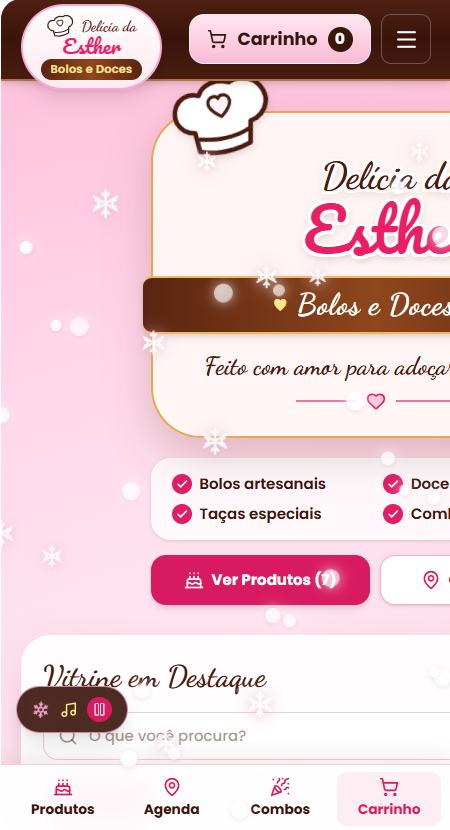 Delícia da
Esther
Bolos e Doces
Carrinho 0
Delícia da
Esthe
Bolos e Doces
Feito com amor para adoçar
Bolos artesanais
Doce
Taças especiais
Comb
Ver Produtos (7)
Vitrine em Destaque
O que você procura?
Produtos
Agenda
Combos
Carrinho